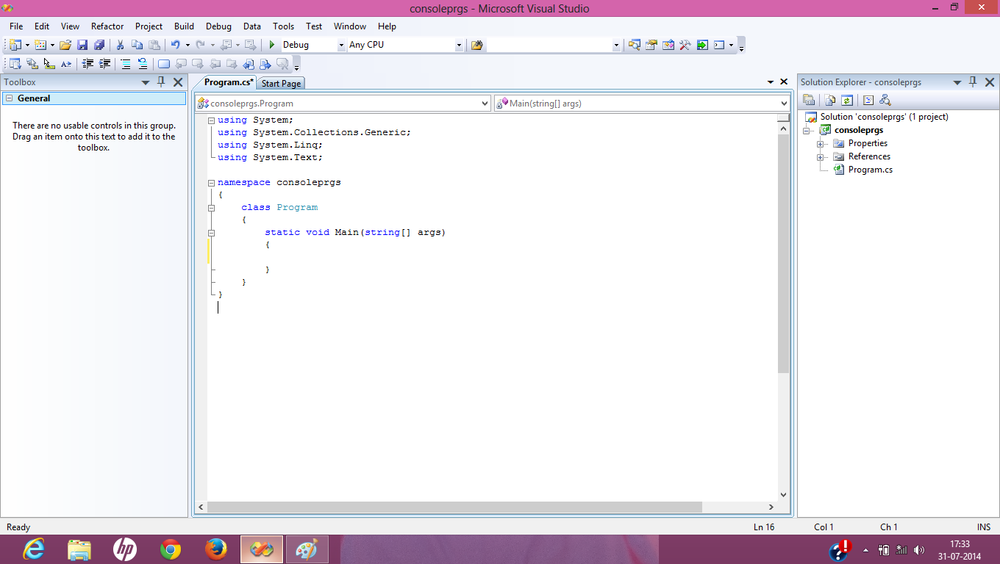 consoleprgs - Microsoft Visual Studio
File Edit View Refactor Project Build Debug Data Tools Test Window Help
Debug Any CPU
Toolbox
General
There are no usable controls in this group.
Drag an item onto this text to add it to the
toolbox.
Program.cs* Start Page
consoleprgs.Program Main(string[] args)
using System;
using System.Collections.Generic;
using System.Linq;
using System.Text;
namespace consoleprgs
{
class Program
{
static void Main(string[] args)
{
}
}
}
Solution Explorer - consoleprgs
Solution 'consoleprgs' (1 project)
consoleprgs
Properties
References
Program.cs
Ready Ln 16 Col 1 Ch 1 INS
hp
17:33
31-07-2014